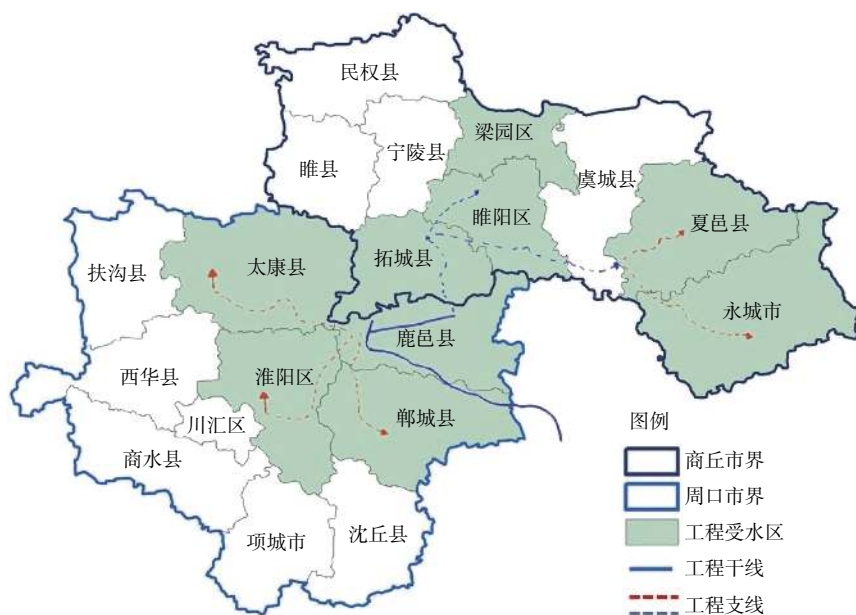 民权县
梁园区
宁陵县
睢县
虞城县
睢阳区
夏邑县
太康县
拓城县
扶沟县
永城市
鹿邑县
西华县
淮阳区
郸城县
川汇区
商水县
沈丘县
项城市
图例
商丘市界
周口市界
工程受水区
工程干线
工程支线